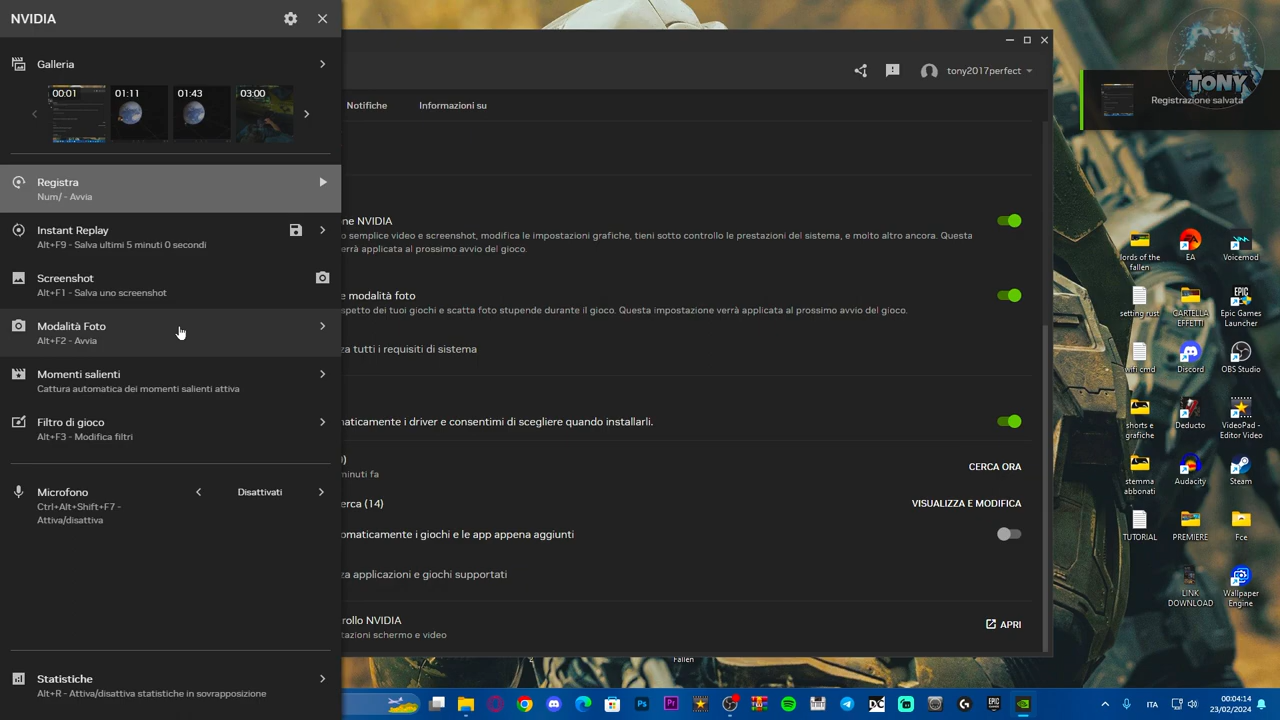 NVIDIA
Galleria
00:01
01:11
01:43
03:00
Registra
Num/ - Avvia
Instant Replay
Alt+F9 - Salva ultimi 5 minuti 0 secondi
Screenshot
Alt+F1 - Salva uno screenshot
Modalità Foto
Alt+F2 - Avvia
Momenti salienti
Cattura automatica dei momenti salienti attiva
Filtro di gioco
Alt+F3 - Modifica filtri
Microfono
Disattivati
Ctrl+Alt+Shift+F7 -
Attiva/disattiva
Statistiche
Alt+R - Attiva/disattiva statistiche in sovrapposizione
tony2017perfect
Notifiche
Informazioni su
ne NVIDIA
o semplice video e screenshot, modifica le impostazioni grafiche, tieni sotto controllo le prestazioni del sistema, e molto altro ancora. Questa
verrà applicata al prossimo avvio del gioco.
e modalità foto
spetto dei tuoi giochi e scatta foto stupende durante il gioco. Questa impostazione verrà applicata al prossimo avvio del gioco.
za tutti i requisiti di sistema
maticamente i driver e consentimi di scegliere quando installarli.
0)
minuti fa
CERCA ORA
erca (14)
VISUALIZZA E MODIFICA
omaticamente i giochi e le app appena aggiunti
za applicazioni e giochi supportati
rollo NVIDIA
tazioni schermo e video
APRI
TONY
Registrazione salvata
lords of the
fallen
EA
Voicemod
setting rust
CARTELLA
EFFETTI
Epic Games
Launcher
wifi cmd
Discord
OBS Studio
shorts e
grafiche
Deducto
VideoPad -
Editor Video
stemma
abbonati
Audacity
Steam
TUTORIAL
PREMIERE
Fce
LINK
DOWNLOAD
Wallpaper
Engine
Fallen
ITA
00:04:14
23/02/2024